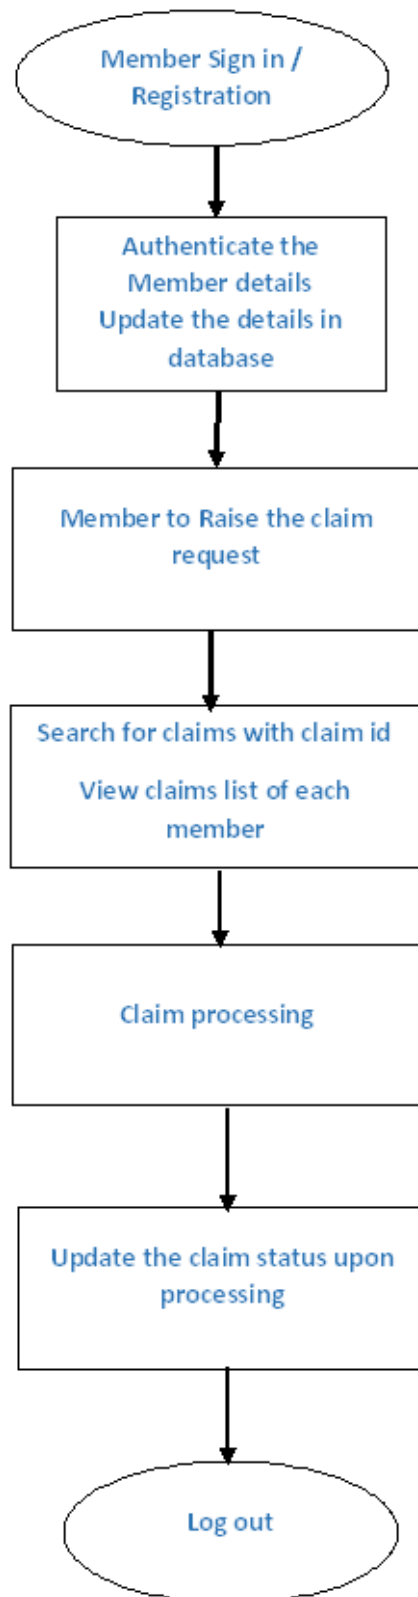 Member Sign in /
Registration
Authenticate the
Member details
Update the details in
database
Member to Raise the claim
request
Search for claims with claim id
View claims list of each
member
Claim processing
Update the claim status upon
processing
Log out